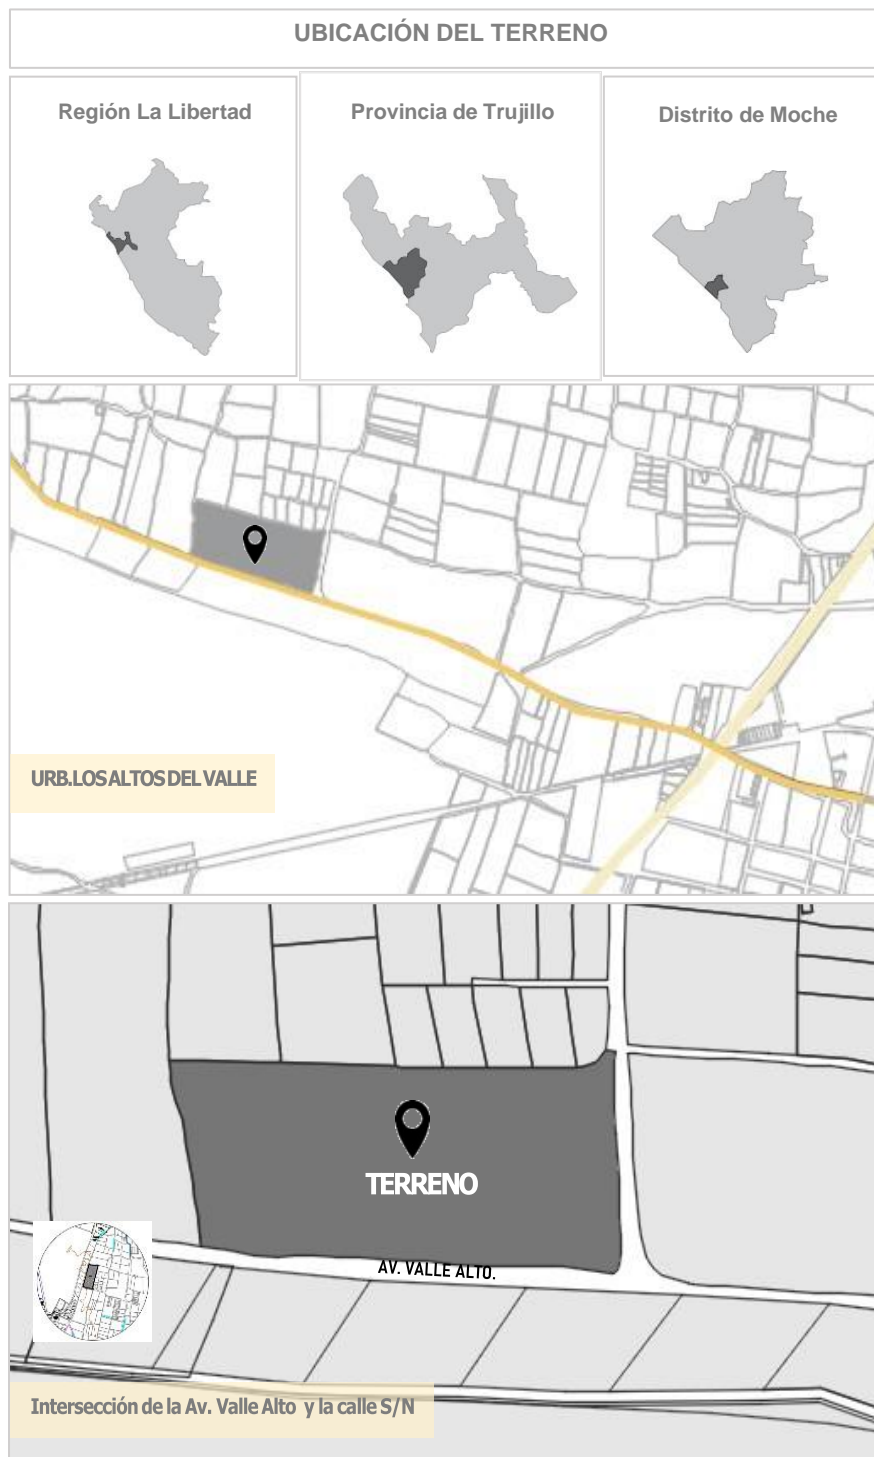 UBICACIÓN DEL TERRENO
Región La Libertad
Provincia de Trujillo
Distrito de Moche
URB.LOS ALTOS DEL VALLE
TERRENO
AV. VALLE ALTO.
Intersección de la Av. Valle Alto y la calle S/N